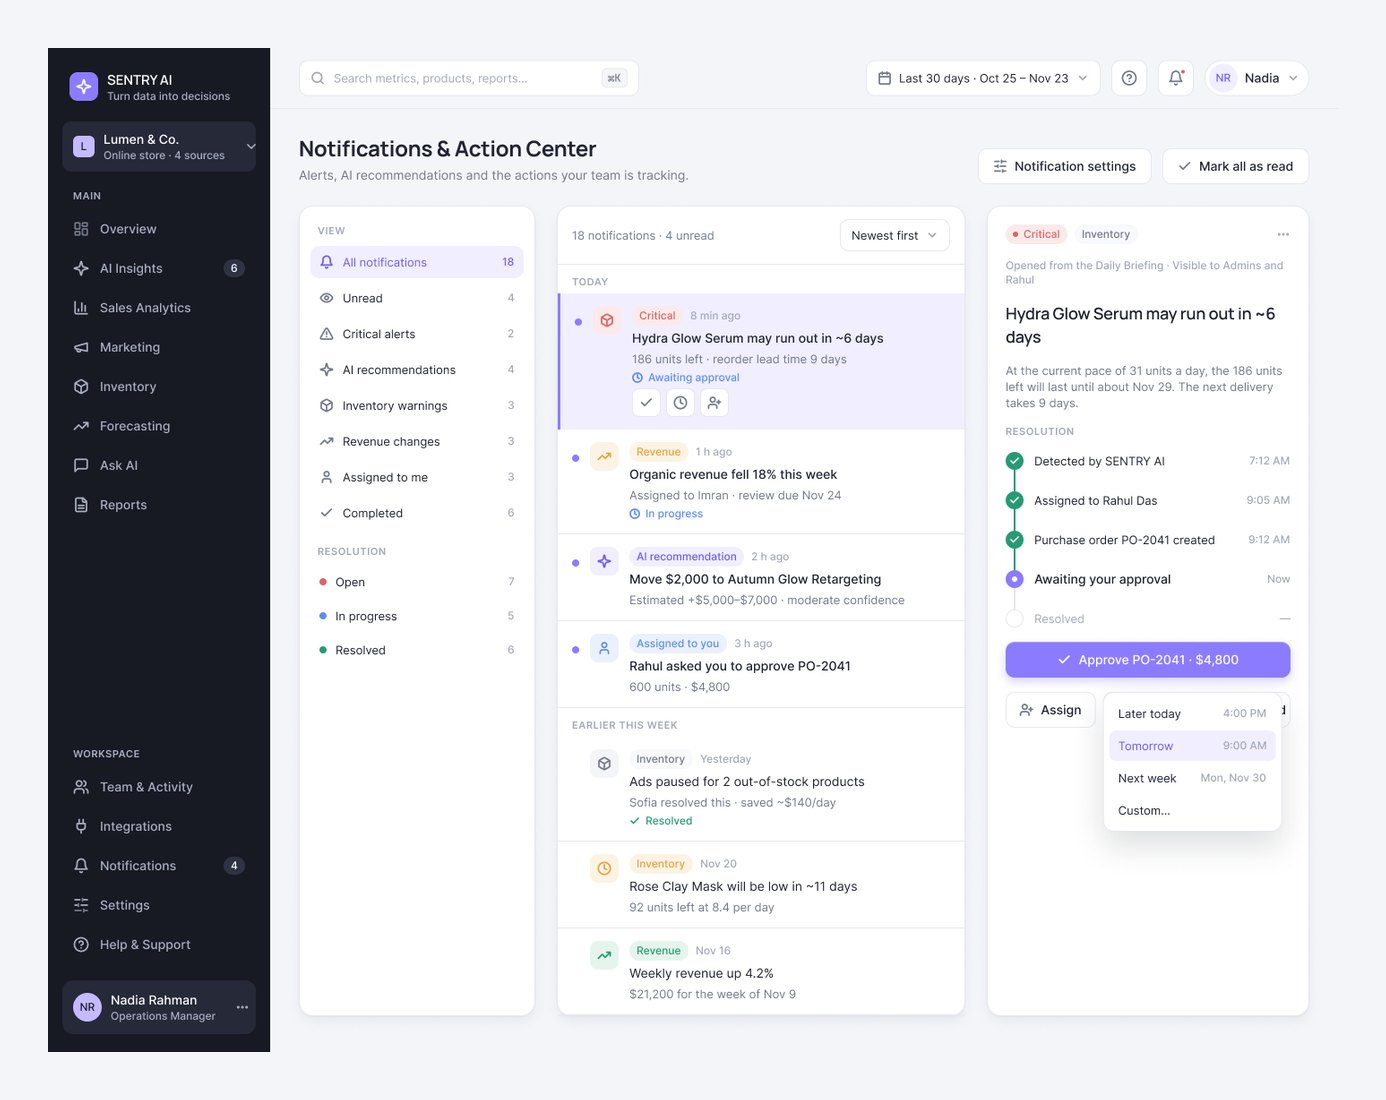 SENTRY AI
Turn data into decisions
L
Lumen & Co.
Online store · 4 sources
MAIN
Overview
AI Insights 6
Sales Analytics
Marketing
Inventory
Forecasting
Ask AI
Reports
WORKSPACE
Team & Activity
Integrations
Notifications 4
Settings
Help & Support
NR
Nadia Rahman
Operations Manager
Search metrics, products, reports... ⌘K
Last 30 days · Oct 25 – Nov 23
NR Nadia
Notifications & Action Center
Alerts, AI recommendations and the actions your team is tracking.
Notification settings
Mark all as read
VIEW
All notifications 18
Unread 4
Critical alerts 2
AI recommendations 4
Inventory warnings 3
Revenue changes 3
Assigned to me 3
Completed 6
RESOLUTION
Open 7
In progress 5
Resolved 6
18 notifications · 4 unread
Newest first
TODAY
Critical 8 min ago
Hydra Glow Serum may run out in ~6 days
186 units left · reorder lead time 9 days
Awaiting approval
Revenue 1 h ago
Organic revenue fell 18% this week
Assigned to Imran · review due Nov 24
In progress
AI recommendation 2 h ago
Move $2,000 to Autumn Glow Retargeting
Estimated +$5,000–$7,000 · moderate confidence
Assigned to you 3 h ago
Rahul asked you to approve PO-2041
600 units · $4,800
EARLIER THIS WEEK
Inventory Yesterday
Ads paused for 2 out-of-stock products
Sofia resolved this · saved ~$140/day
Resolved
Inventory Nov 20
Rose Clay Mask will be low in ~11 days
92 units left at 8.4 per day
Revenue Nov 16
Weekly revenue up 4.2%
$21,200 for the week of Nov 9
Critical Inventory
Opened from the Daily Briefing · Visible to Admins and
Rahul
Hydra Glow Serum may run out in ~6
days
At the current pace of 31 units a day, the 186 units
left will last until about Nov 29. The next delivery
takes 9 days.
RESOLUTION
Detected by SENTRY AI 7:12 AM
Assigned to Rahul Das 9:05 AM
Purchase order PO-2041 created 9:12 AM
Awaiting your approval Now
Resolved —
Approve PO-2041 · $4,800
Assign
Later today 4:00 PM
Tomorrow 9:00 AM
Next week Mon, Nov 30
Custom...